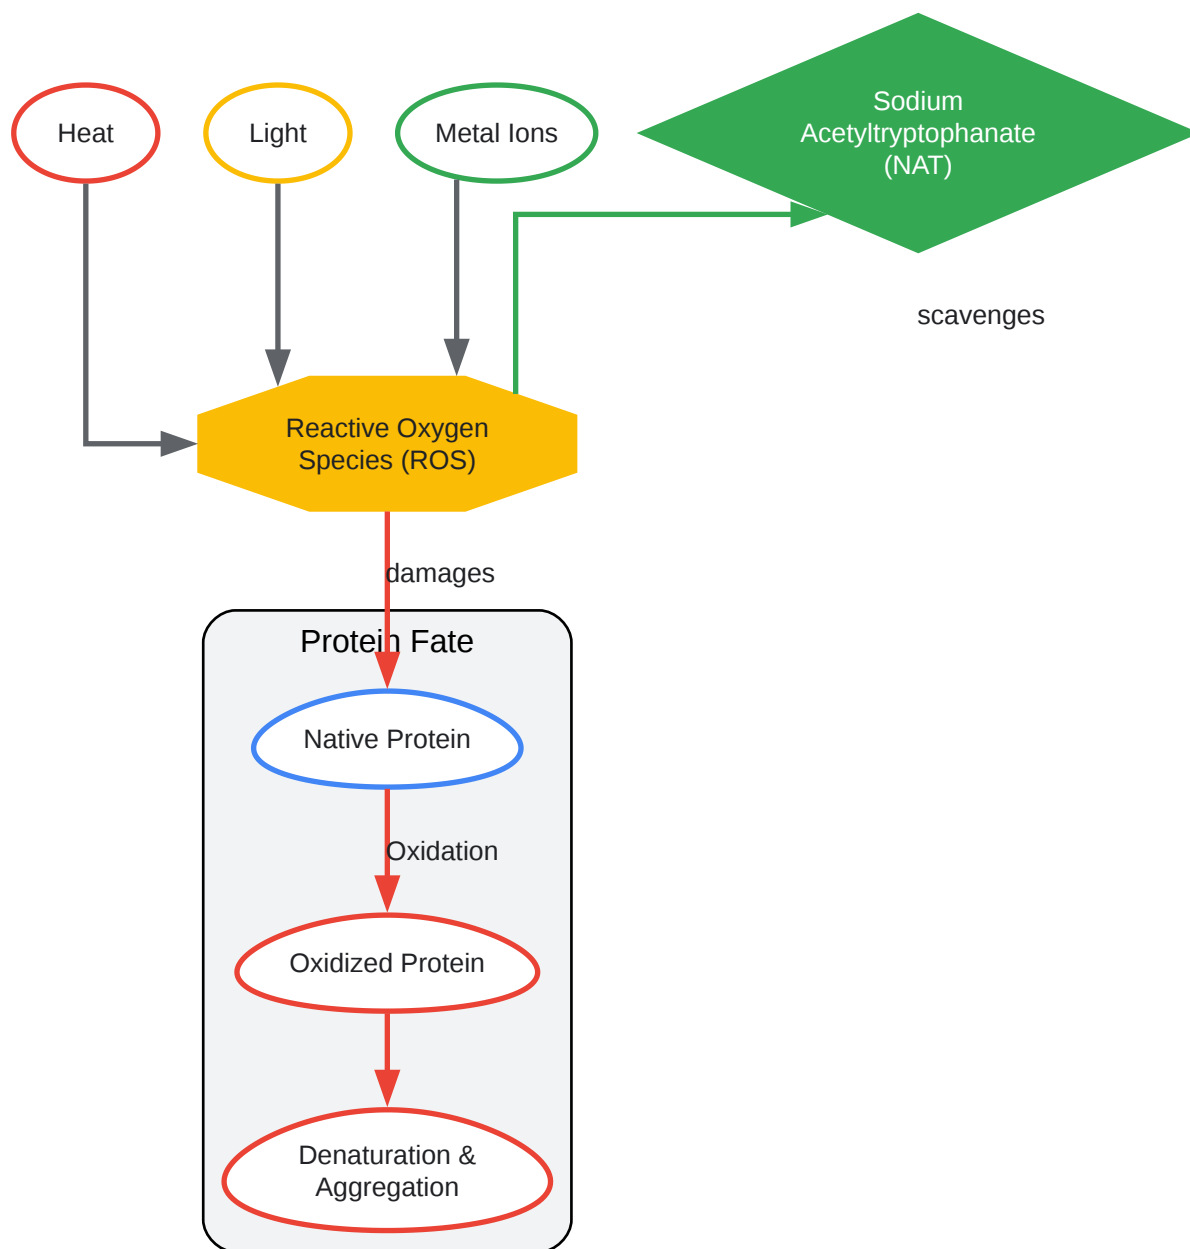 Heat
Light
Metal Ions
Sodium
Acetyltryptophanate
(NAT)
scavenges
Reactive Oxygen
Species (ROS)
damages
Protein Fate
Native Protein
Oxidation
Oxidized Protein
Denaturation &
Aggregation